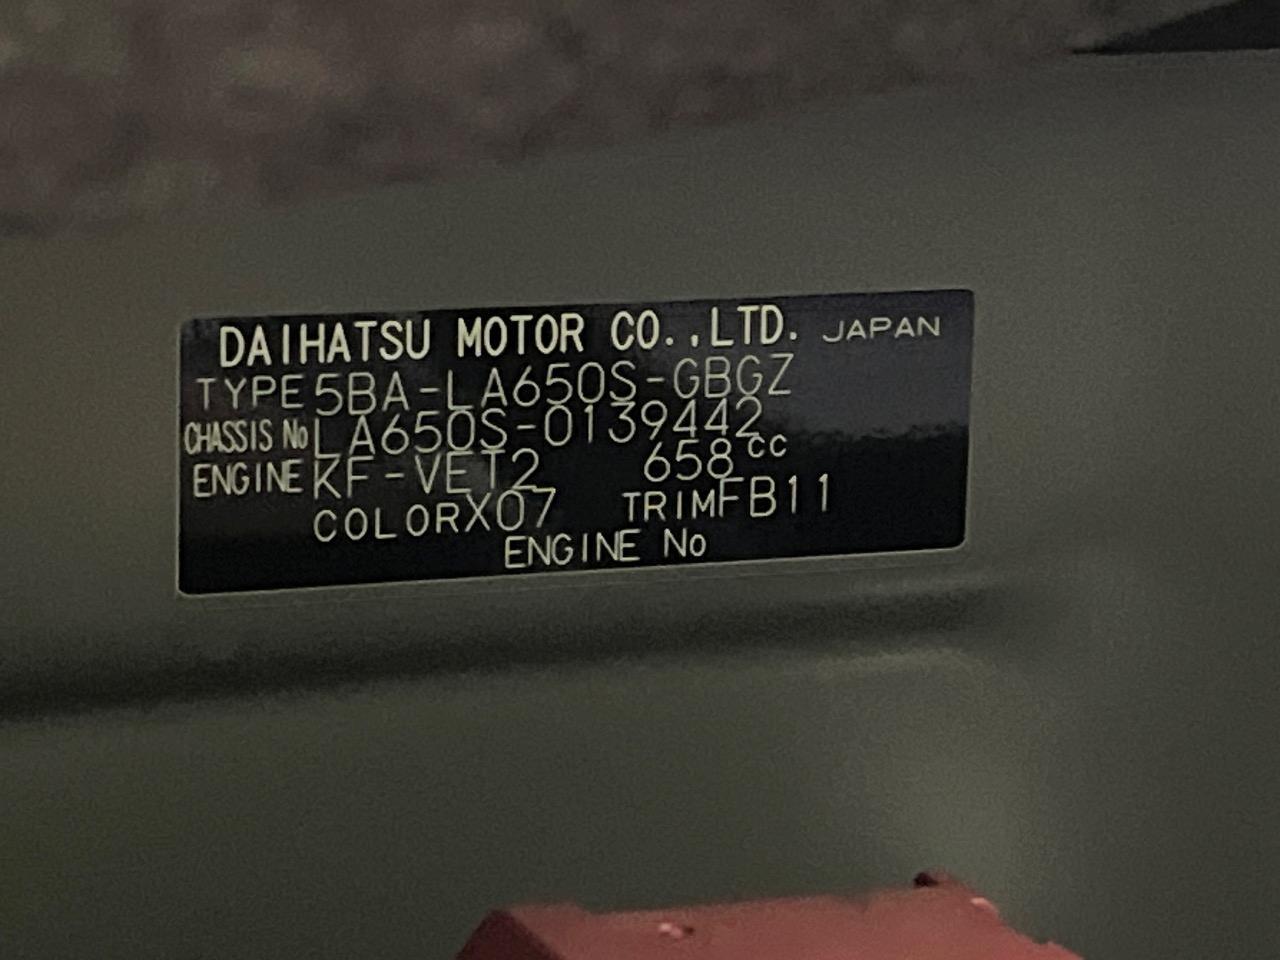 DAIHATSU MOTOR CO.,LTD. JAPAN
TYPE 5BA-LA650S-GBGZ
CHASSIS No LA650S-0139442
ENGINE KF-VET2 658cc
COLOR X07 TRIM FB11
ENGINE No